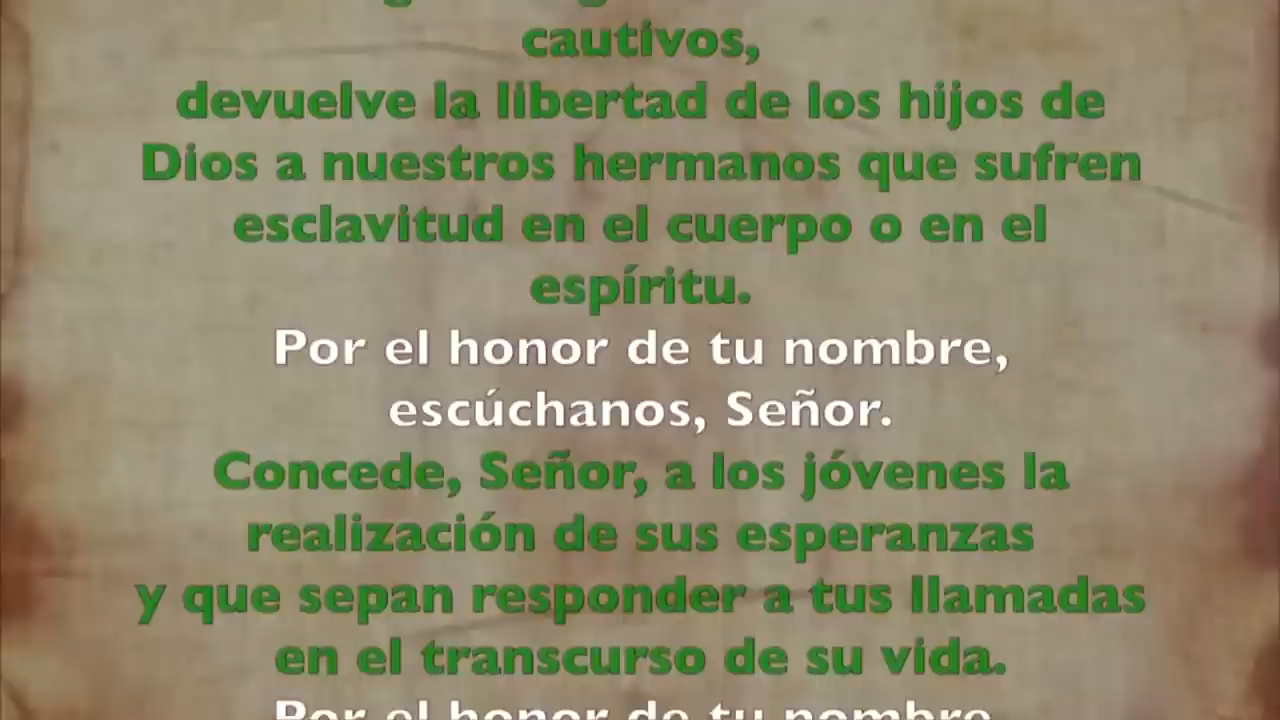 cautivos,
devuelve la libertad de los hijos de
Dios a nuestros hermanos que sufren
esclavitud en el cuerpo o en el
espíritu.
Por el honor de tu nombre,
escúchanos, Señor.
Concede, Señor, a los jóvenes la
realización de sus esperanzas
y que sepan responder a tus llamadas
en el transcurso de su vida.
Por el honor de tu nombre,